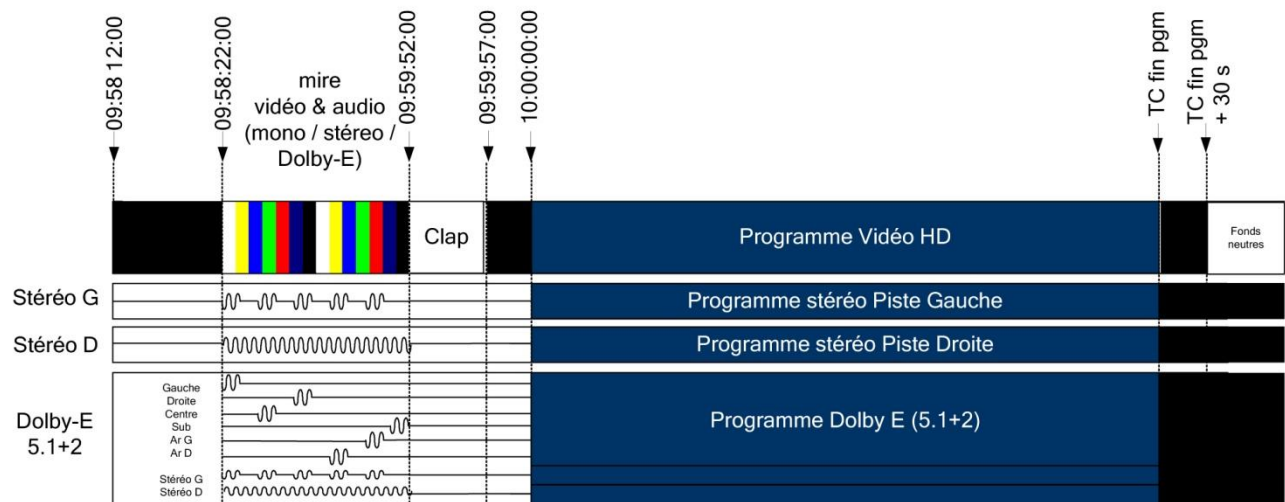 09:58 12:00
09:58:22:00
mire
vidéo & audio
(mono / stéreo /
Dolby-E)
09:59:52:00
09:59:57:00
10:00:00:00
TC fin pgm
TC fin pgm
+ 30 s
Clap
Programme Vidéo HD
Fonds
neutres
Stéréo G
Programme stéréo Piste Gauche
Stéréo D
Programme stéréo Piste Droite
Dolby-E
5.1+2
Gauche
Droite
Centre
Sub
Ar G
Ar D
Stéréo G
Stéréo D
Programme Dolby E (5.1+2)